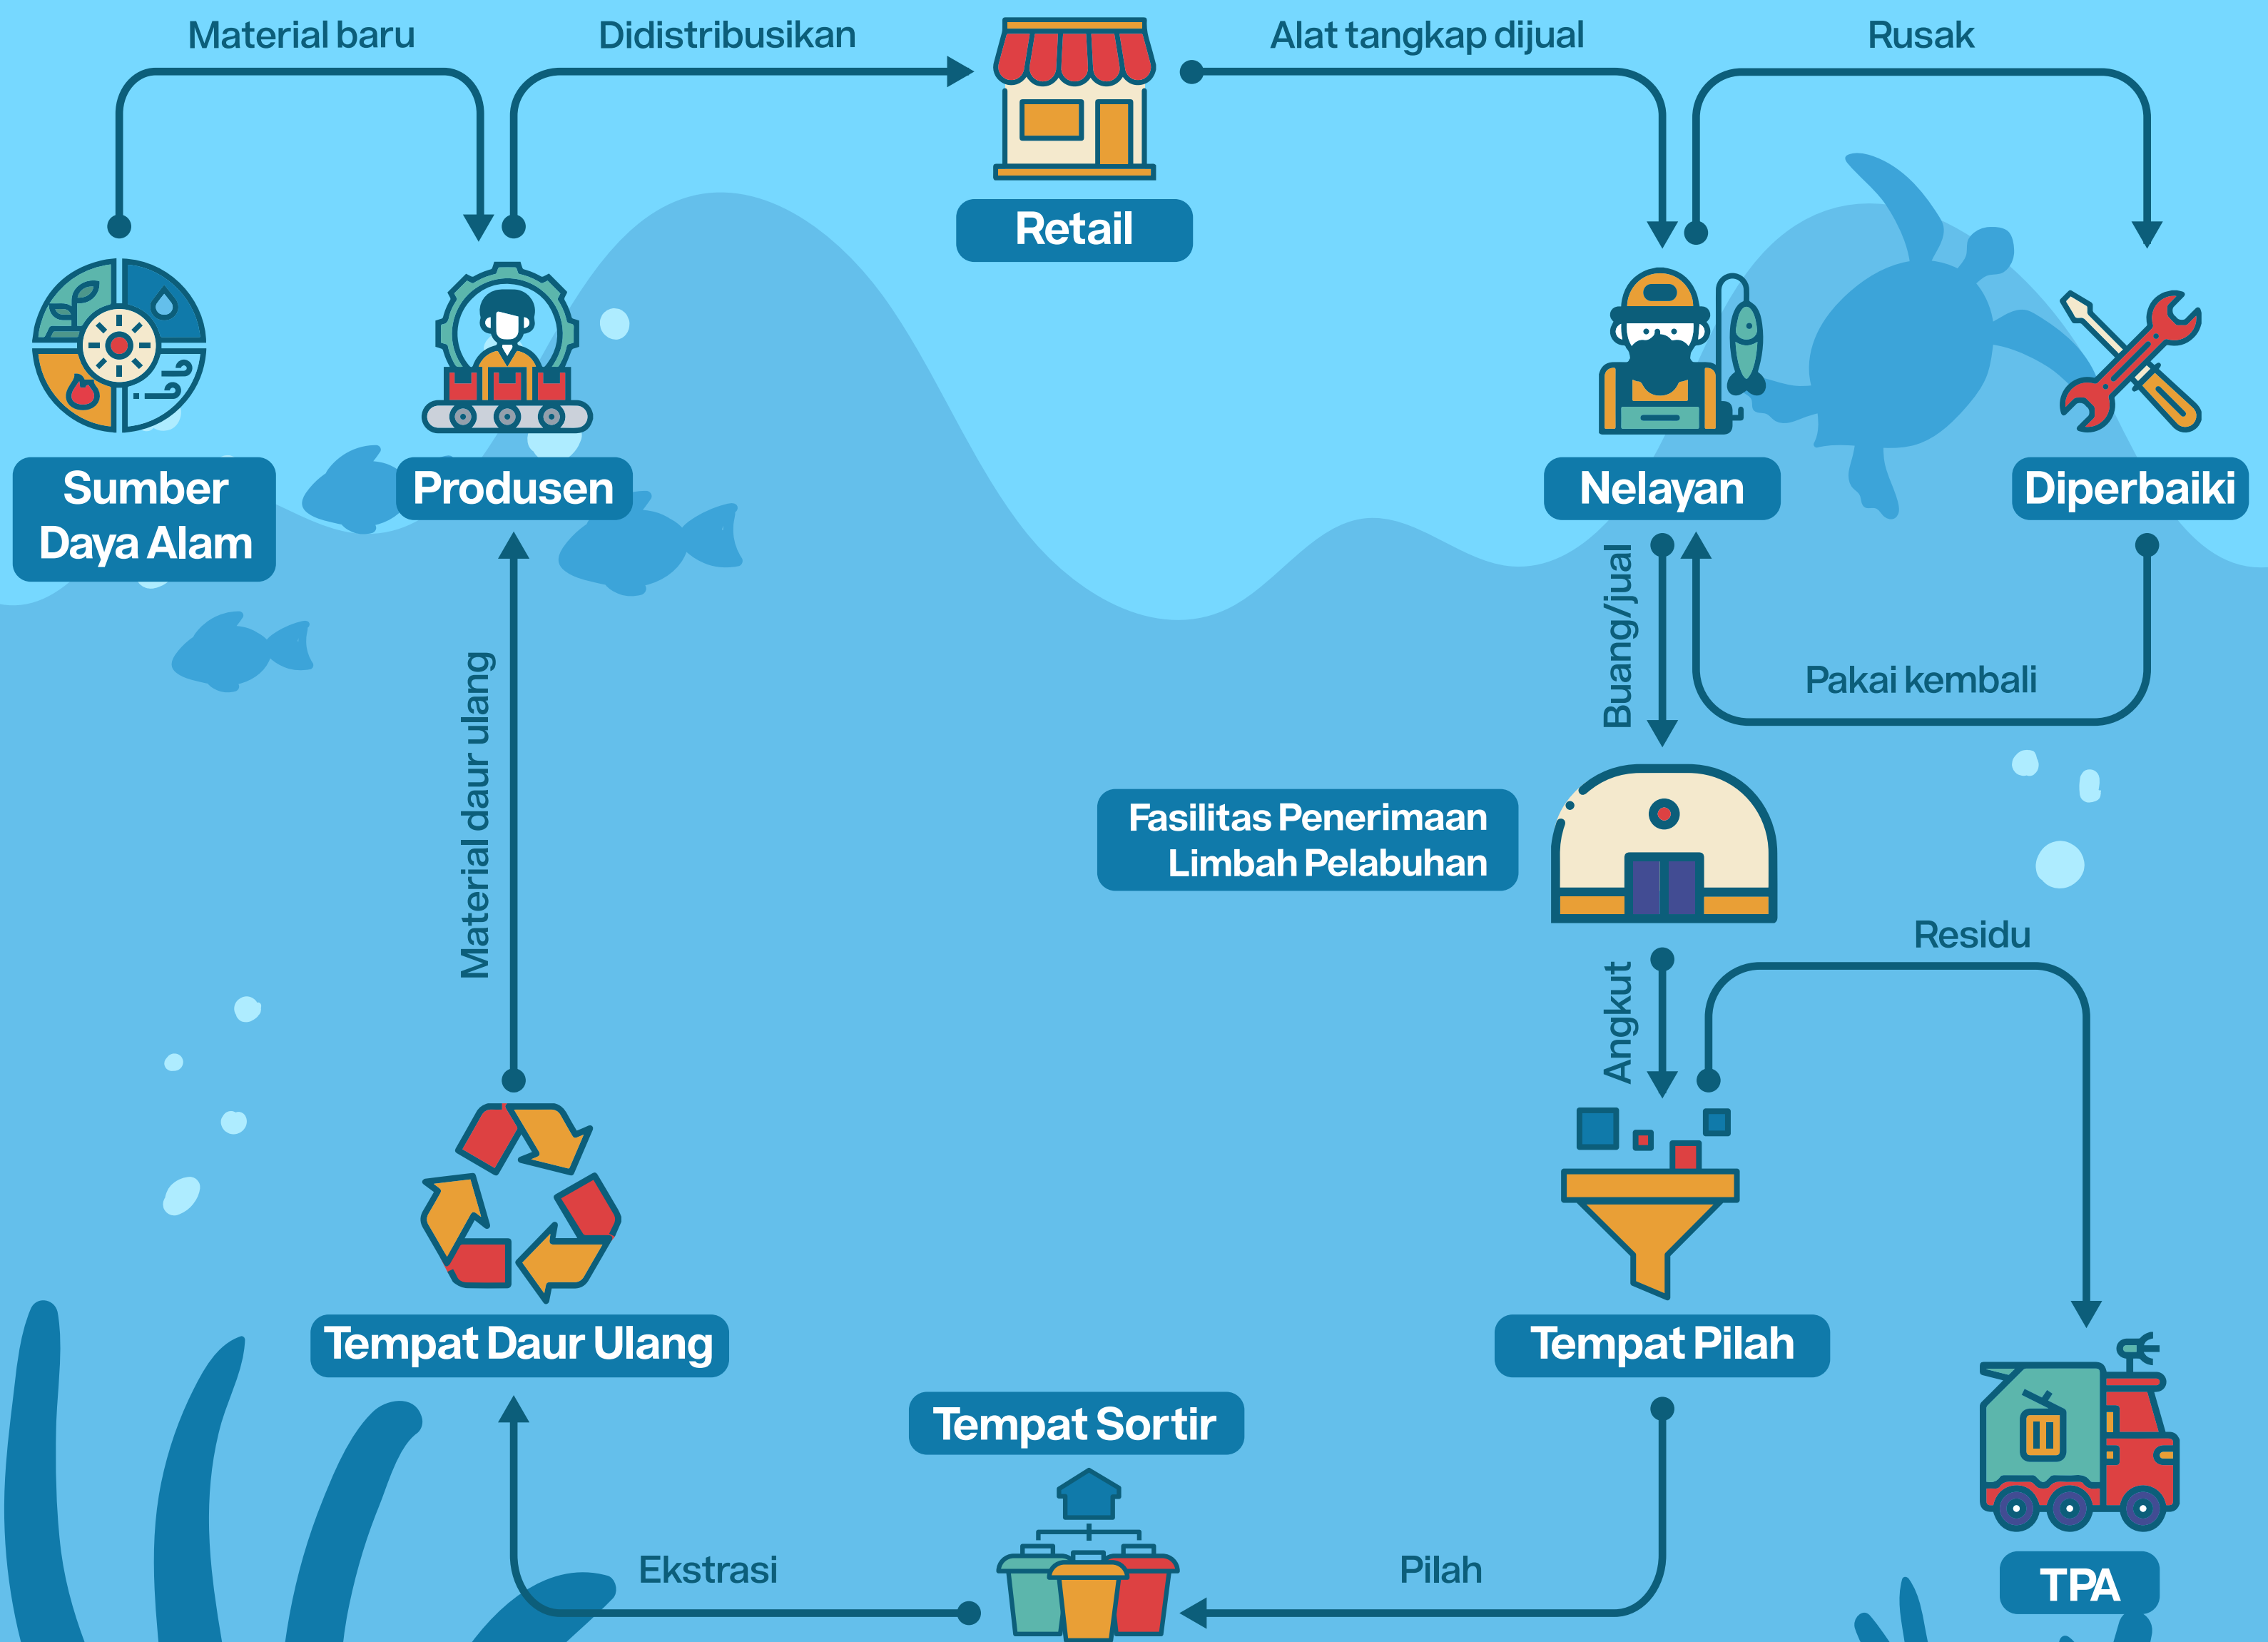 Material baru
Didistribusikan
Alat tangkap dijual
Rusak
Retail
Sumber
Daya Alam
Produsen
Nelayan
Diperbaiki
Buang/jual
Pakai kembali
Material daur ulang
Fasilitas Penerimaan
Limbah Pelabuhan
Residu
Angkut
Tempat Daur Ulang
Tempat Pilah
Tempat Sortir
Ekstrasi
Pilah
TPA